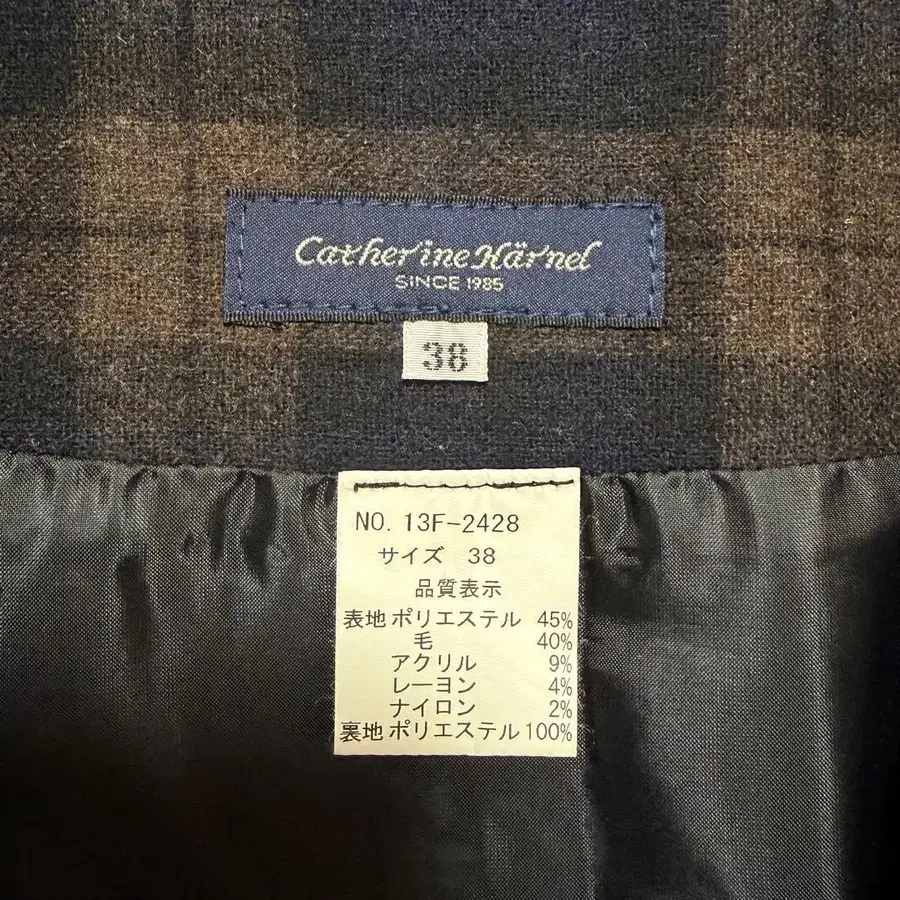 Catherine Härnel
SINCE 1985
38
NO. 13F-2428
サイズ 38
品質表示
表地 ポリエステル 45%
毛 40%
アクリル 9%
レーヨン 4%
ナイロン 2%
裏地 ポリエステル 100%